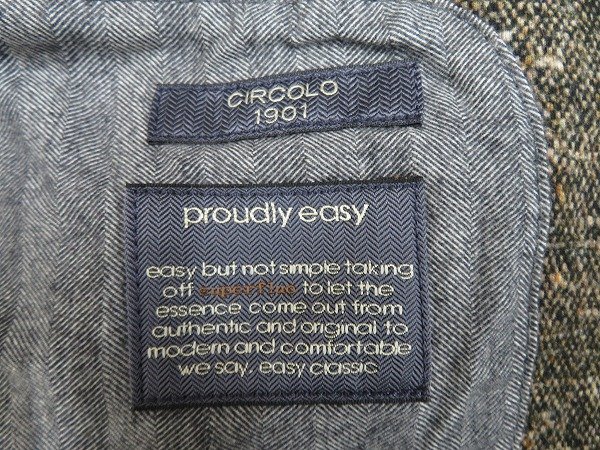 CIRCOLO
1901
proudly easy
easy but not simple taking
off superfluo to let the
essence come out from
authentic and original to
modern and comfortable
we say, easy classic